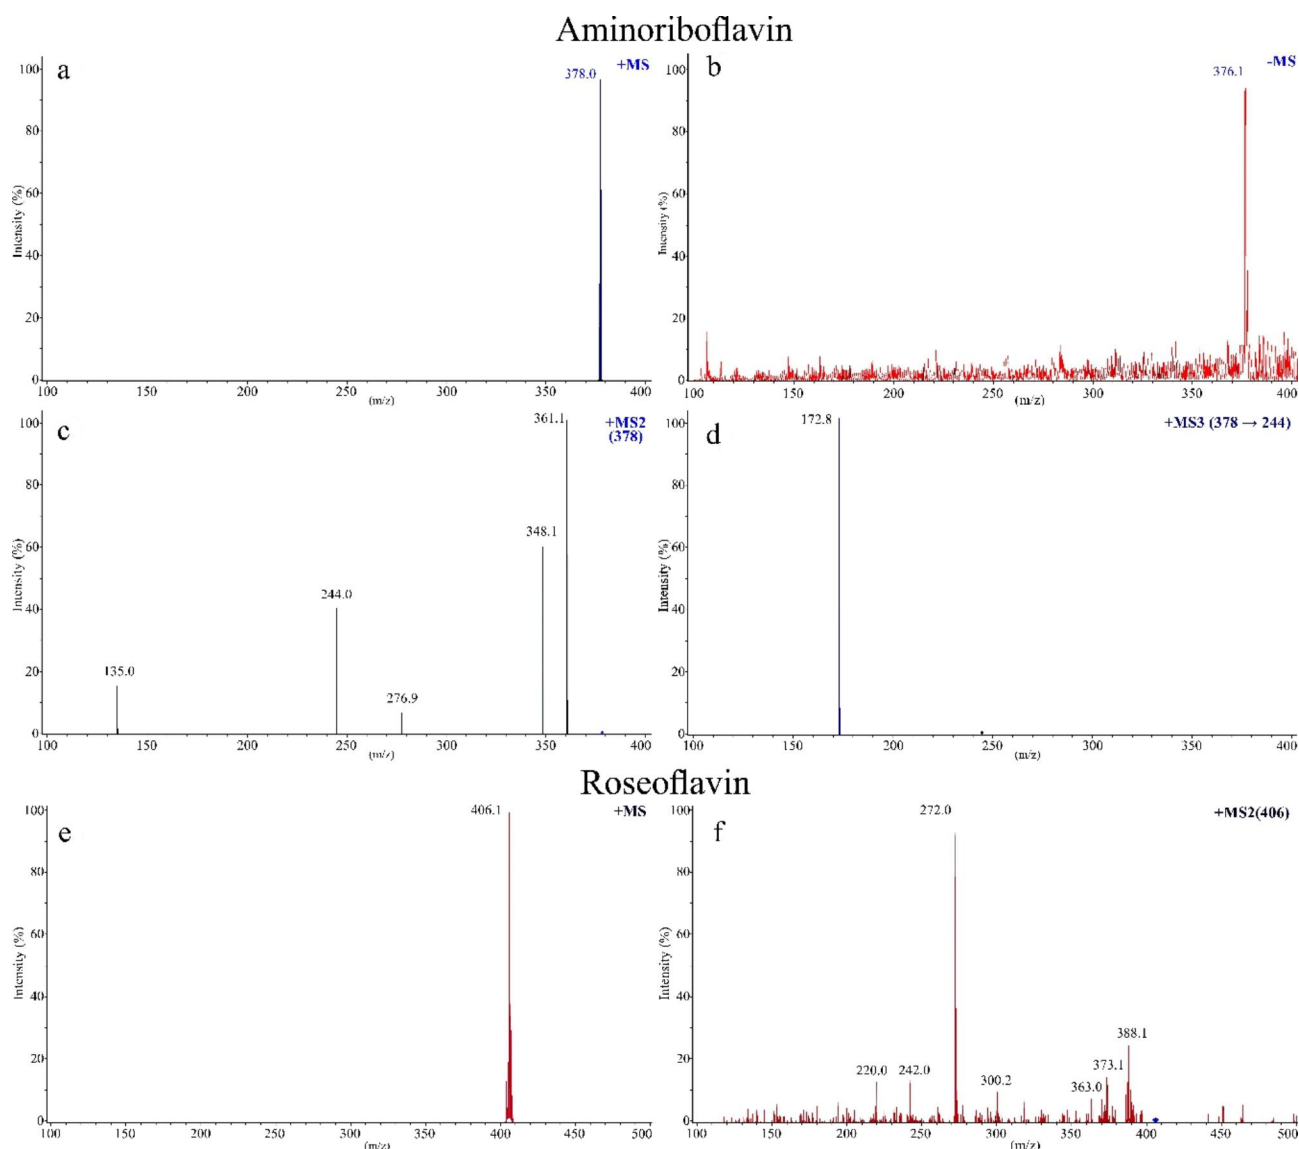 Aminoriboflavin
a
+MS
378.0
Intensity (%)
100
80
60
40
20
0
100 150 200 250 300 350 400
(m/z)
b
-MS
376.1
Intensity (%)
100
80
60
40
20
0
100 150 200 250 300 350 400
(m/z)
c
+MS2
(378)
361.1
348.1
244.0
135.0
276.9
Intensity (%)
100
80
60
40
20
0
100 150 200 250 300 350 400
(m/z)
d
+MS3 (378 → 244)
172.8
Intensity (%)
100
80
60
40
20
0
100 150 200 250 300 350 400
(m/z)
Roseoflavin
e
+MS
406.1
Intensity (%)
100
80
60
40
20
0
100 150 200 250 300 350 400 450 500
(m/z)
f
+MS2(406)
272.0
388.1
373.1
363.0
300.2
242.0
220.0
Intensity (%)
100
80
60
40
20
0
100 150 200 250 300 350 400 450 500
(m/z)